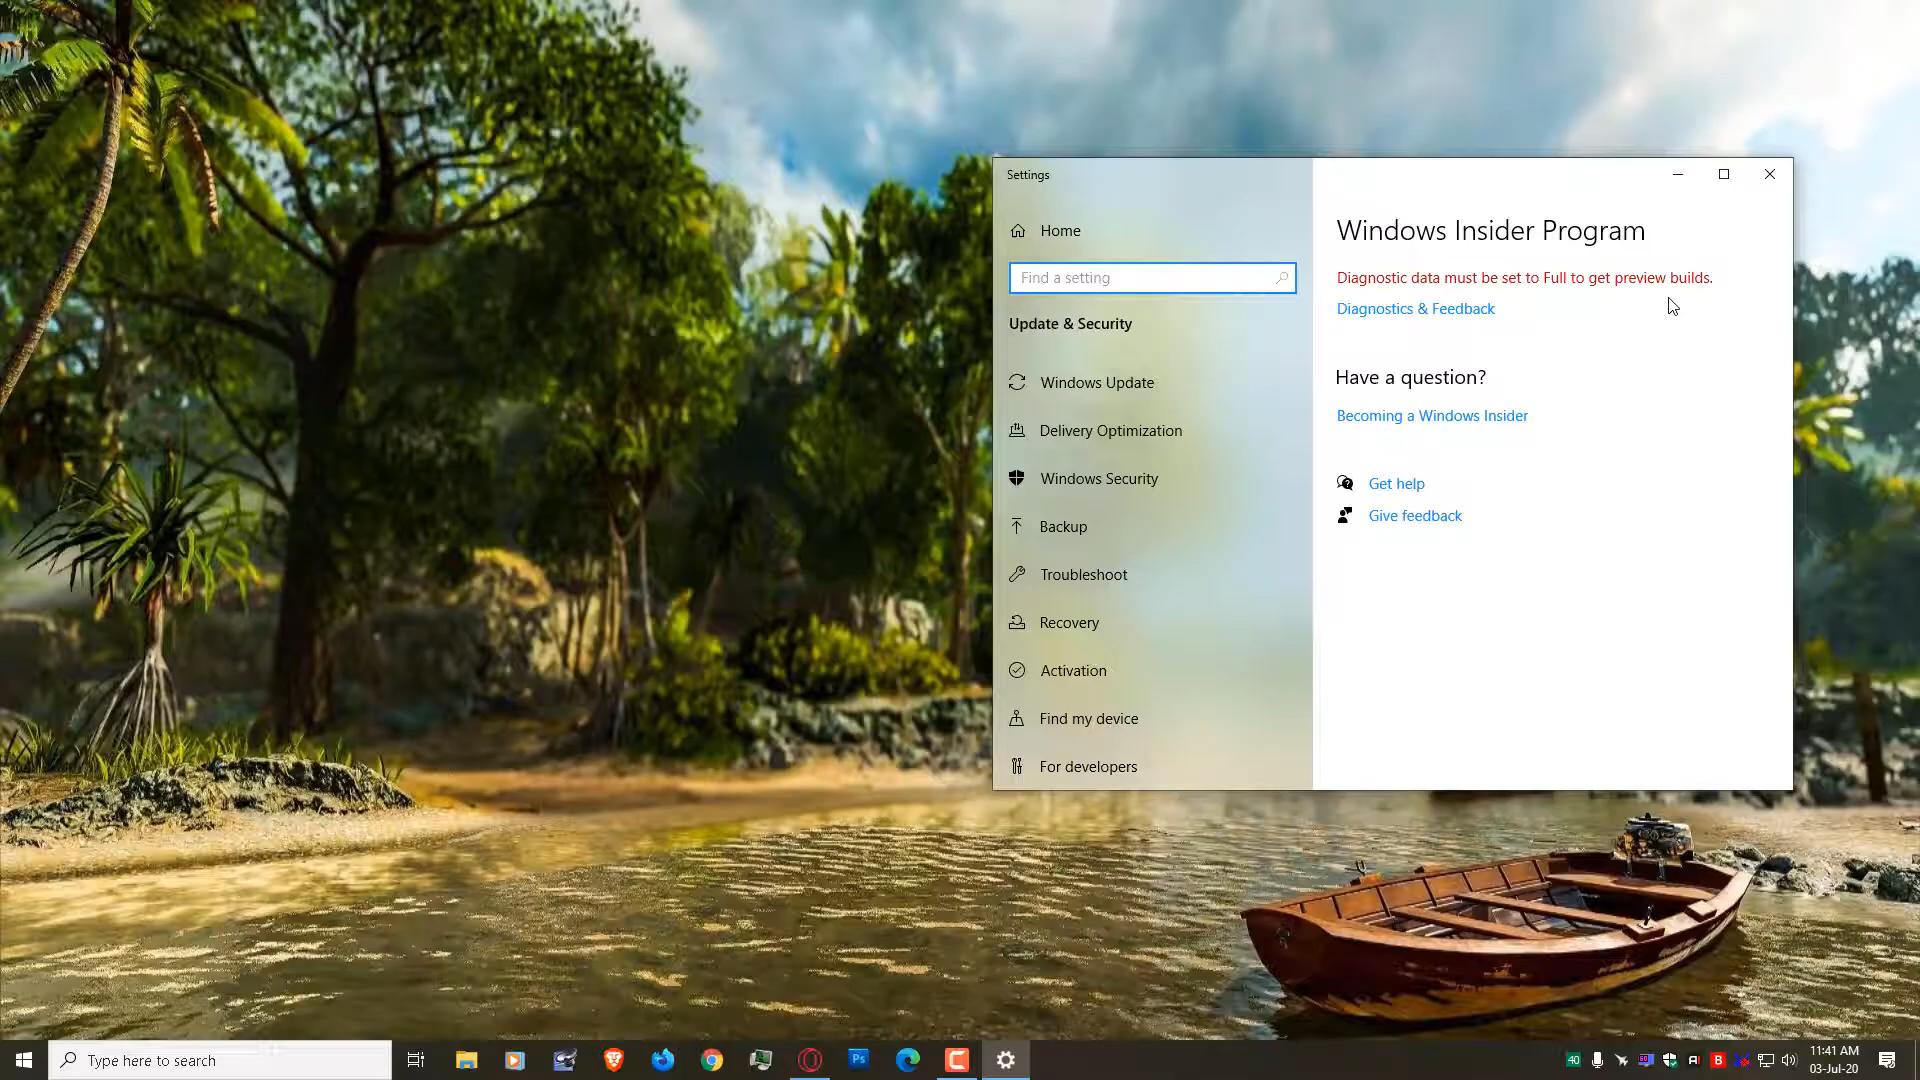 Settings
Home
Find a setting
Update & Security
Windows Update
Delivery Optimization
Windows Security
Backup
Troubleshoot
Recovery
Activation
Find my device
For developers
Windows Insider Program
Diagnostic data must be set to Full to get preview builds.
Diagnostics & Feedback
Have a question?
Becoming a Windows Insider
Get help
Give feedback
Type here to search
Ps
40
B
11:41 AM
03-Jul-20